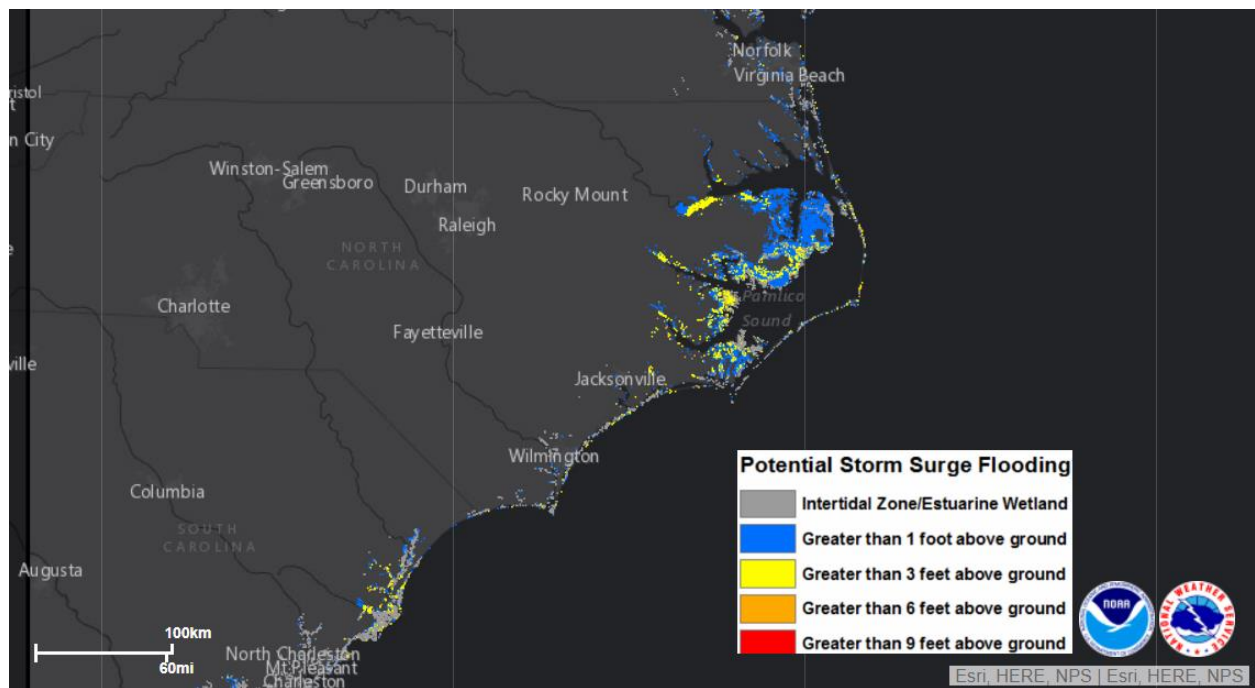 Norfolk
Virginia Beach
ristol
t
n City
Winston-Salem
Greensboro
Durham
Rocky Mount
Raleigh
NORTH
CAROLINA
e
Charlotte
Pamlico
Sound
Fayetteville
ville
Jacksonville
Wilmington
Columbia
SOUTH
CAROLINA
Augusta
100km
60mi
North Charleston
Mt Pleasant
Charleston
Potential Storm Surge Flooding
Intertidal Zone/Estuarine Wetland
Greater than 1 foot above ground
Greater than 3 feet above ground
Greater than 6 feet above ground
Greater than 9 feet above ground
NOAA
NATIONAL WEATHER SERVICE
Esri, HERE, NPS | Esri, HERE, NPS